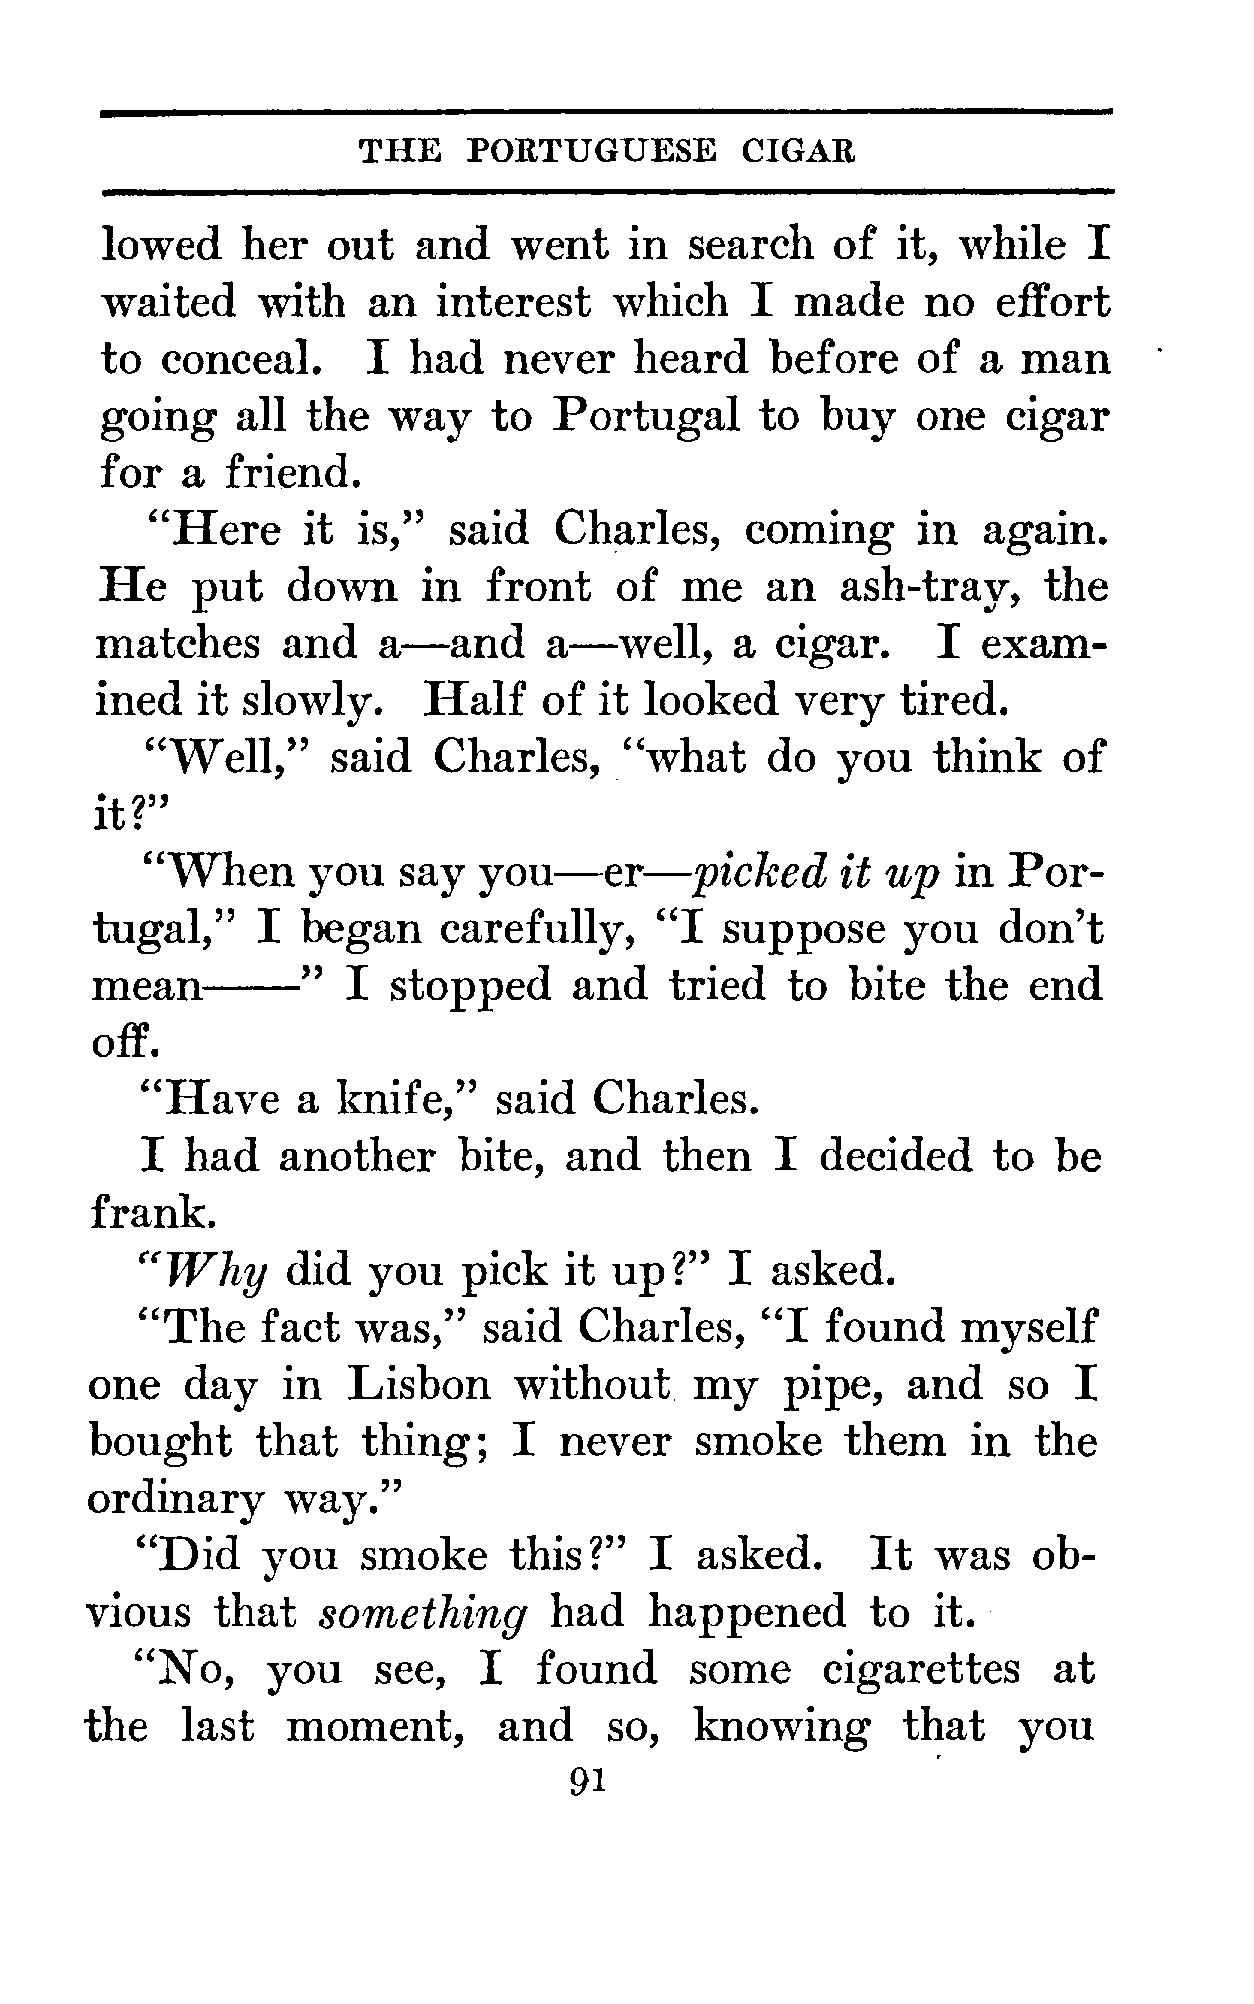 THE PORTUGUESE CIGAR
lowed her out and went in search of it, while I
waited with an interest which I made no effort
to conceal. I had never heard before of a man
going all the way to Portugal to buy one cigar
for a friend.
“Here it is,” said Charles, coming in again.
He put down in front of me an ash-tray, the
matches and a—and a—well, a cigar. I exam-
ined it slowly. Half of it looked very tired.
“Well,” said Charles, “what do you think of
it?”
“When you say you—er—picked it up in Por-
tugal,” I began carefully, “I suppose you don’t
mean——” I stopped and tried to bite the end
off.
“Have a knife,” said Charles.
I had another bite, and then I decided to be
frank.
“Why did you pick it up?” I asked.
“The fact was,” said Charles, “I found myself
one day in Lisbon without my pipe, and so I
bought that thing; I never smoke them in the
ordinary way.”
“Did you smoke this?” I asked. It was ob-
vious that something had happened to it.
“No, you see, I found some cigarettes at
the last moment, and so, knowing that you
91